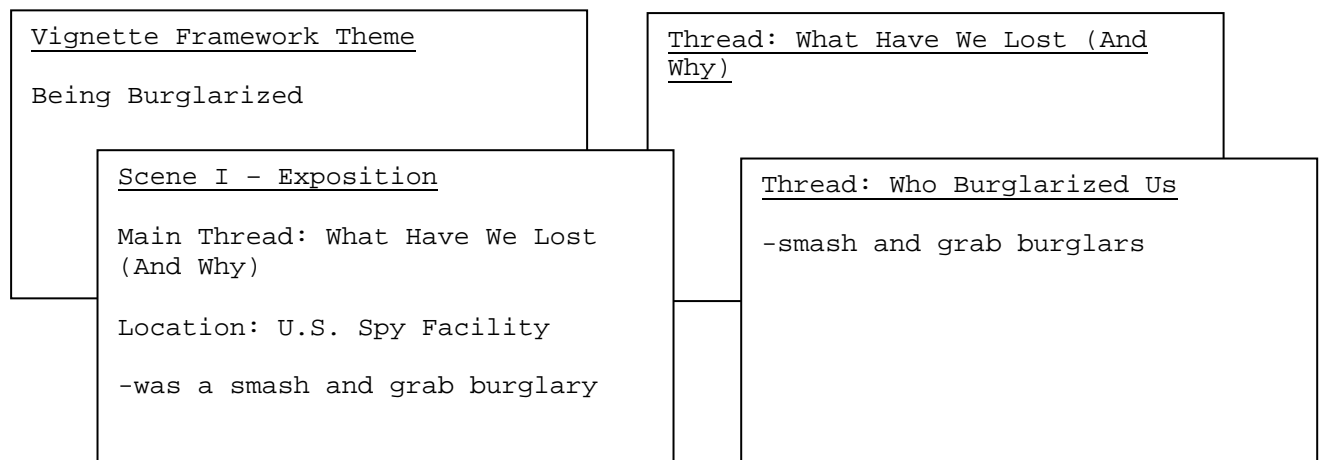 Vignette Framework Theme
Being Burglarized
Scene I – Exposition
Main Thread: What Have We Lost
(And Why)
Location: U.S. Spy Facility
-was a smash and grab burglary
Thread: What Have We Lost (And
Why)
Thread: Who Burglarized Us
-smash and grab burglars